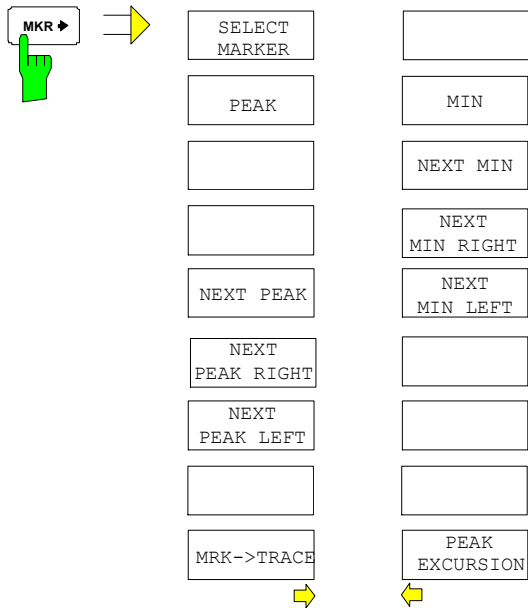 MKR
SELECT
MARKER
PEAK
NEXT PEAK
NEXT
PEAK RIGHT
NEXT
PEAK LEFT
MRK->TRACE
MIN
NEXT MIN
NEXT
MIN RIGHT
NEXT
MIN LEFT
PEAK
EXCURSION